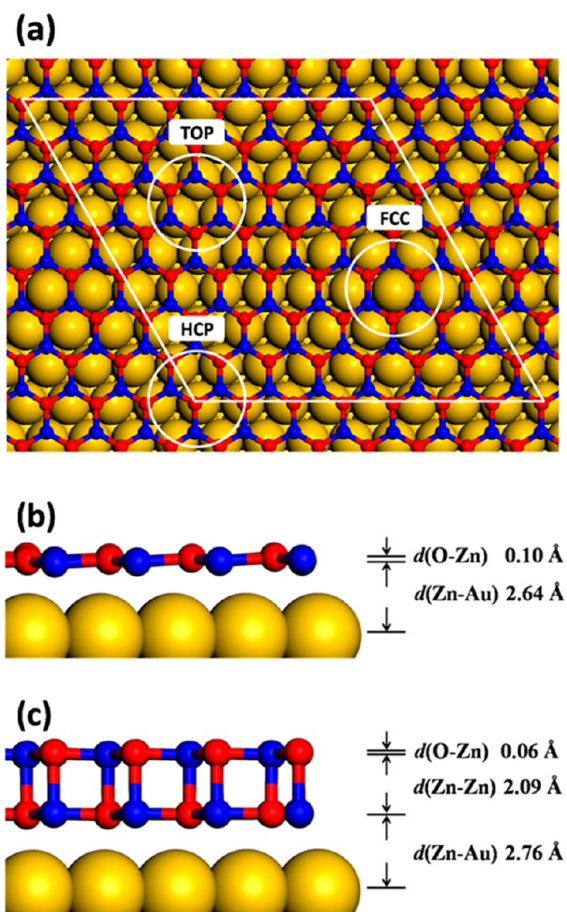 (a)
TOP
FCC
HCP
(b)
d(O-Zn) 0.10 Å
d(Zn-Au) 2.64 Å
(c)
d(O-Zn) 0.06 Å
d(Zn-Zn) 2.09 Å
d(Zn-Au) 2.76 Å